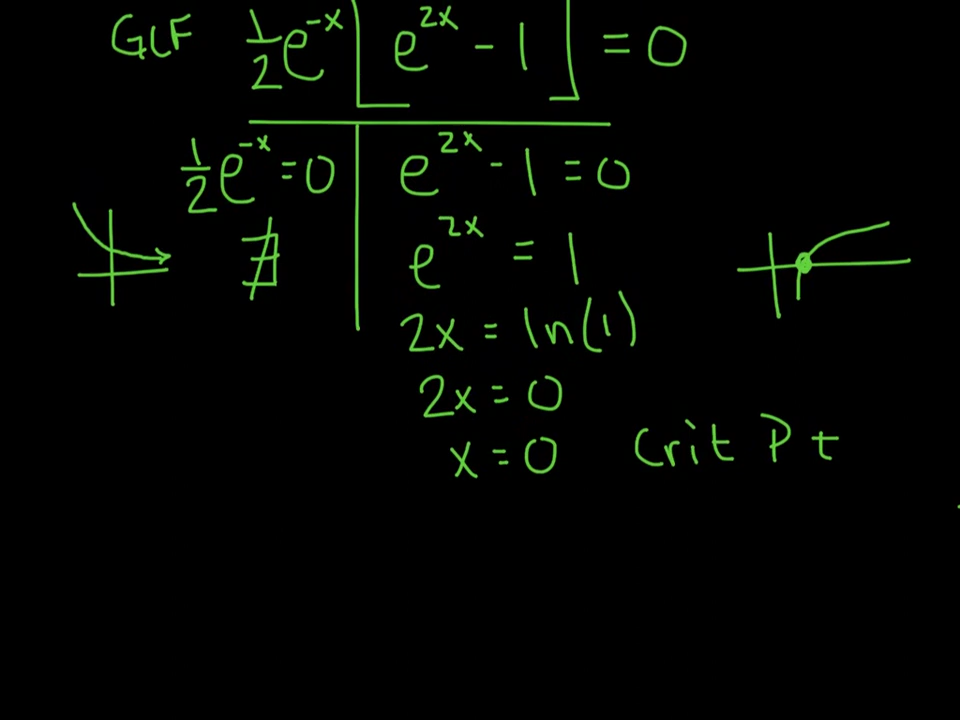 GCF ½e^{-x} [ e^{2x} - 1 ] = 0
½e^{-x} = 0 e^{2x} - 1 = 0
∄ e^{2x} = 1
2x = ln(1)
2x = 0
x = 0 Crit Pt